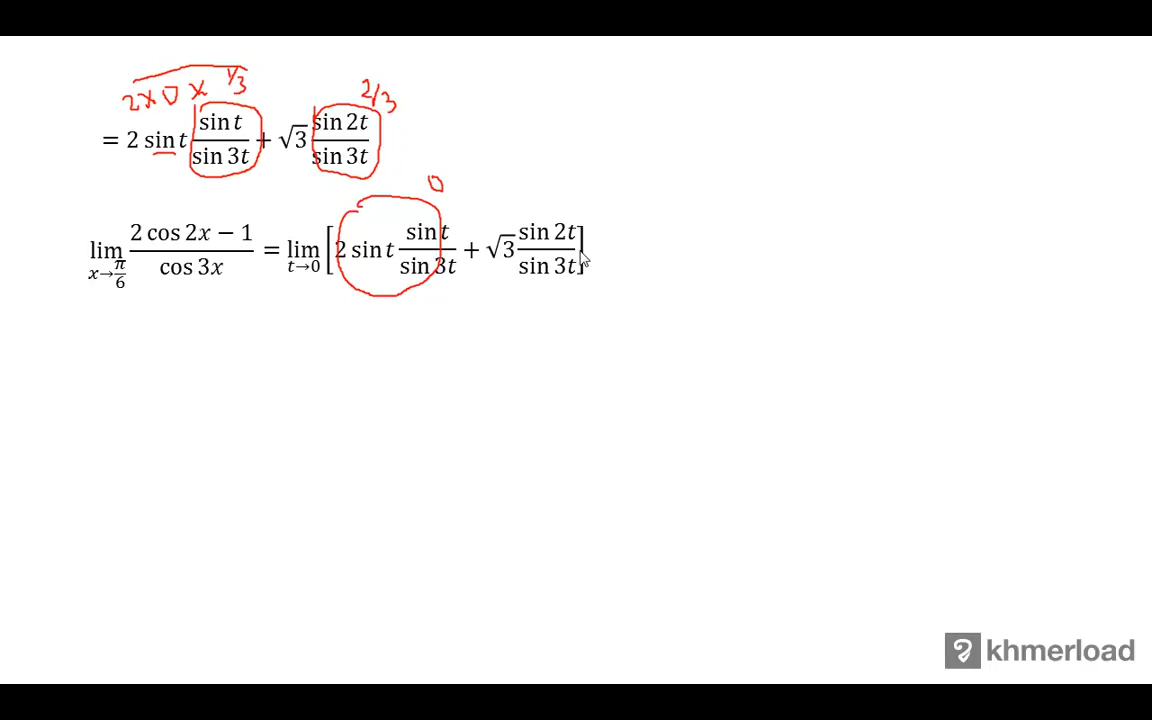 2 × 0 × 1/3
2/3
= 2 sin t sin t / sin 3t + √3 sin 2t / sin 3t
0
lim x→π/6 2 cos 2x − 1 / cos 3x = lim t→0 [2 sin t sin t / sin 3t + √3 sin 2t / sin 3t]
khmerload